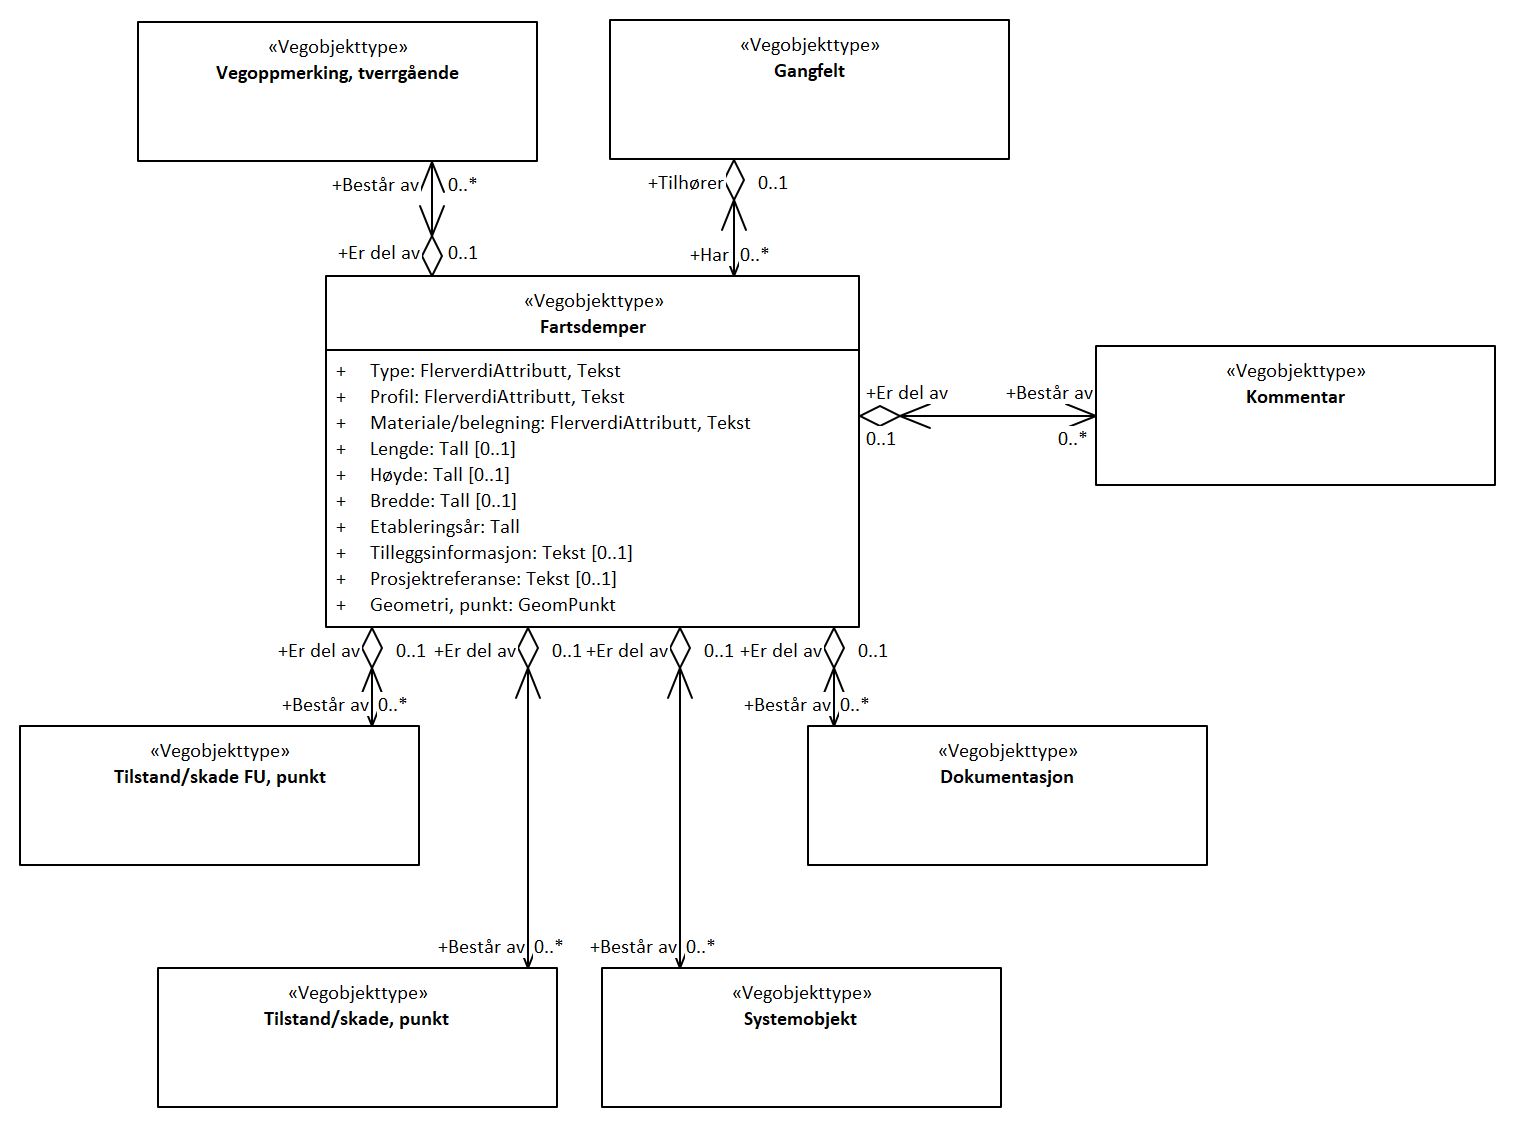 «Vegobjekttype»
Vegoppmerking, tverrgående
«Vegobjekttype»
Gangfelt
+Består av
0..*
+Er del av
0..1
+Tilhører
0..1
+Har
0..*
«Vegobjekttype»
Fartsdemper
+ Type: FlerverdiAttributt, Tekst
+ Profil: FlerverdiAttributt, Tekst
+ Materiale/belegning: FlerverdiAttributt, Tekst
+ Lengde: Tall [0..1]
+ Høyde: Tall [0..1]
+ Bredde: Tall [0..1]
+ Etableringsår: Tall
+ Tilleggsinformasjon: Tekst [0..1]
+ Prosjektreferanse: Tekst [0..1]
+ Geometri, punkt: GeomPunkt
+Er del av
0..1
+Består av
0..*
«Vegobjekttype»
Kommentar
+Er del av
0..1
+Er del av
0..1
+Er del av
0..1
+Er del av
0..1
+Består av
0..*
+Består av
0..*
«Vegobjekttype»
Tilstand/skade FU, punkt
«Vegobjekttype»
Dokumentasjon
+Består av
0..*
+Består av
0..*
«Vegobjekttype»
Tilstand/skade, punkt
«Vegobjekttype»
Systemobjekt